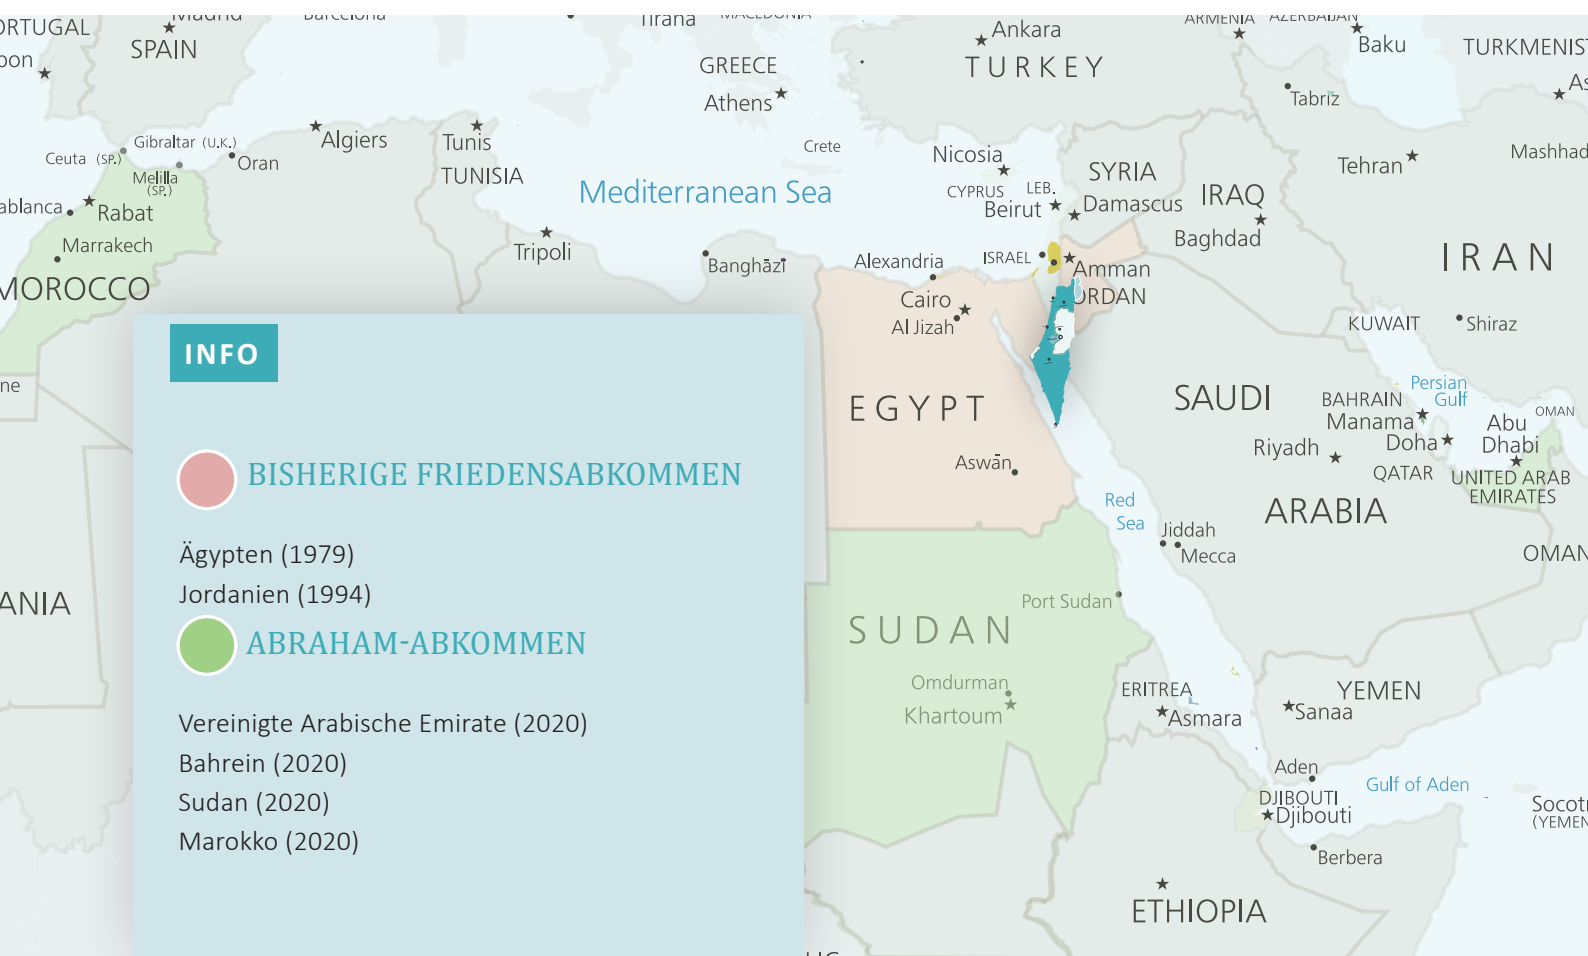 Madrid
SPAIN
Barcelona
Tirana
MACEDONIA
GREECE
Athens
Ankara
TURKEY
ARMENIA
AZERBAIJAN
Baku
Tabriz
Gibraltar (U.K.)
Ceuta (SP.)
Melilla
(SP.)
Oran
Algiers
Tunis
TUNISIA
Crete
Nicosia
CYPRUS
LEB.
Beirut
SYRIA
Damascus
IRAQ
Baghdad
Tehran
Mashhad
Rabat
Marrakech
MOROCCO
Mediterranean Sea
Tripoli
Banghāzī
Alexandria
ISRAEL
Amman
Cairo
Al Jizah
IRAN
KUWAIT
Shiraz
EGYPT
Aswān
SAUDI
ARABIA
BAHRAIN
Manama
Persian
Gulf
Riyadh
Doha
QATAR
Abu
Dhabi
OMAN
UNITED ARAB
EMIRATES
Red
Sea
Jiddah
Mecca
OMAN
Port Sudan
SUDAN
Omdurman
Khartoum
ERITREA
Asmara
YEMEN
Sanaa
Aden
Gulf of Aden
DJIBOUTI
Djibouti
Berbera
ETHIOPIA
INFO
BISHERIGE FRIEDENSABKOMMEN
Ägypten (1979)
Jordanien (1994)
ABRAHAM-ABKOMMEN
Vereinigte Arabische Emirate (2020)
Bahrein (2020)
Sudan (2020)
Marokko (2020)